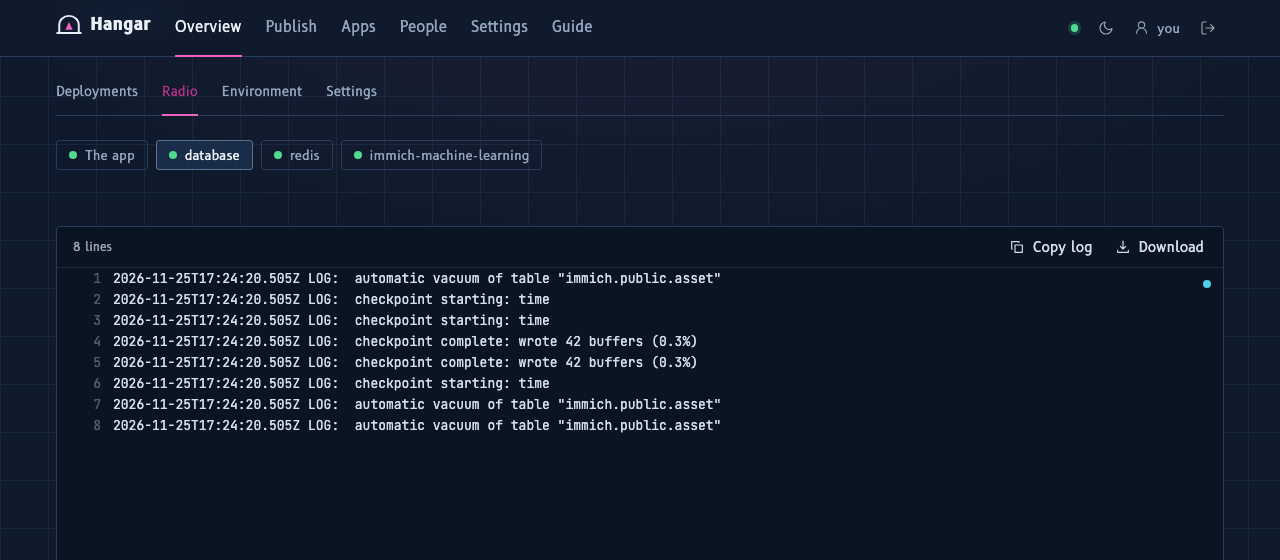 Hangar Overview Publish Apps People Settings Guide you
Deployments Radio Environment Settings
The app database redis immich-machine-learning
8 lines Copy log Download
1 2026-11-25T17:24:20.505Z LOG:  automatic vacuum of table "immich.public.asset"
2 2026-11-25T17:24:20.505Z LOG:  checkpoint starting: time
3 2026-11-25T17:24:20.505Z LOG:  checkpoint starting: time
4 2026-11-25T17:24:20.505Z LOG:  checkpoint complete: wrote 42 buffers (0.3%)
5 2026-11-25T17:24:20.505Z LOG:  checkpoint complete: wrote 42 buffers (0.3%)
6 2026-11-25T17:24:20.505Z LOG:  checkpoint starting: time
7 2026-11-25T17:24:20.505Z LOG:  automatic vacuum of table "immich.public.asset"
8 2026-11-25T17:24:20.505Z LOG:  automatic vacuum of table "immich.public.asset"